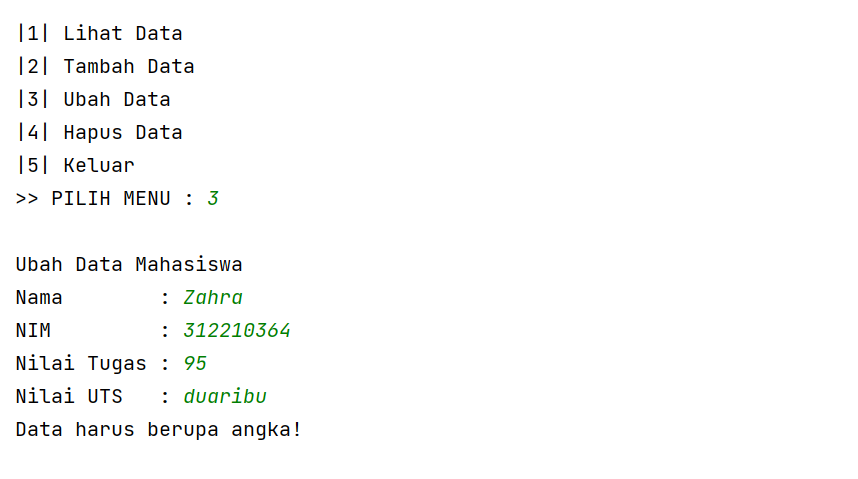 |1| Lihat Data
|2| Tambah Data
|3| Ubah Data
|4| Hapus Data
|5| Keluar
>> PILIH MENU : 3

Ubah Data Mahasiswa
Nama        : Zahra
NIM         : 312210364
Nilai Tugas : 95
Nilai UTS   : duaribu
Data harus berupa angka!